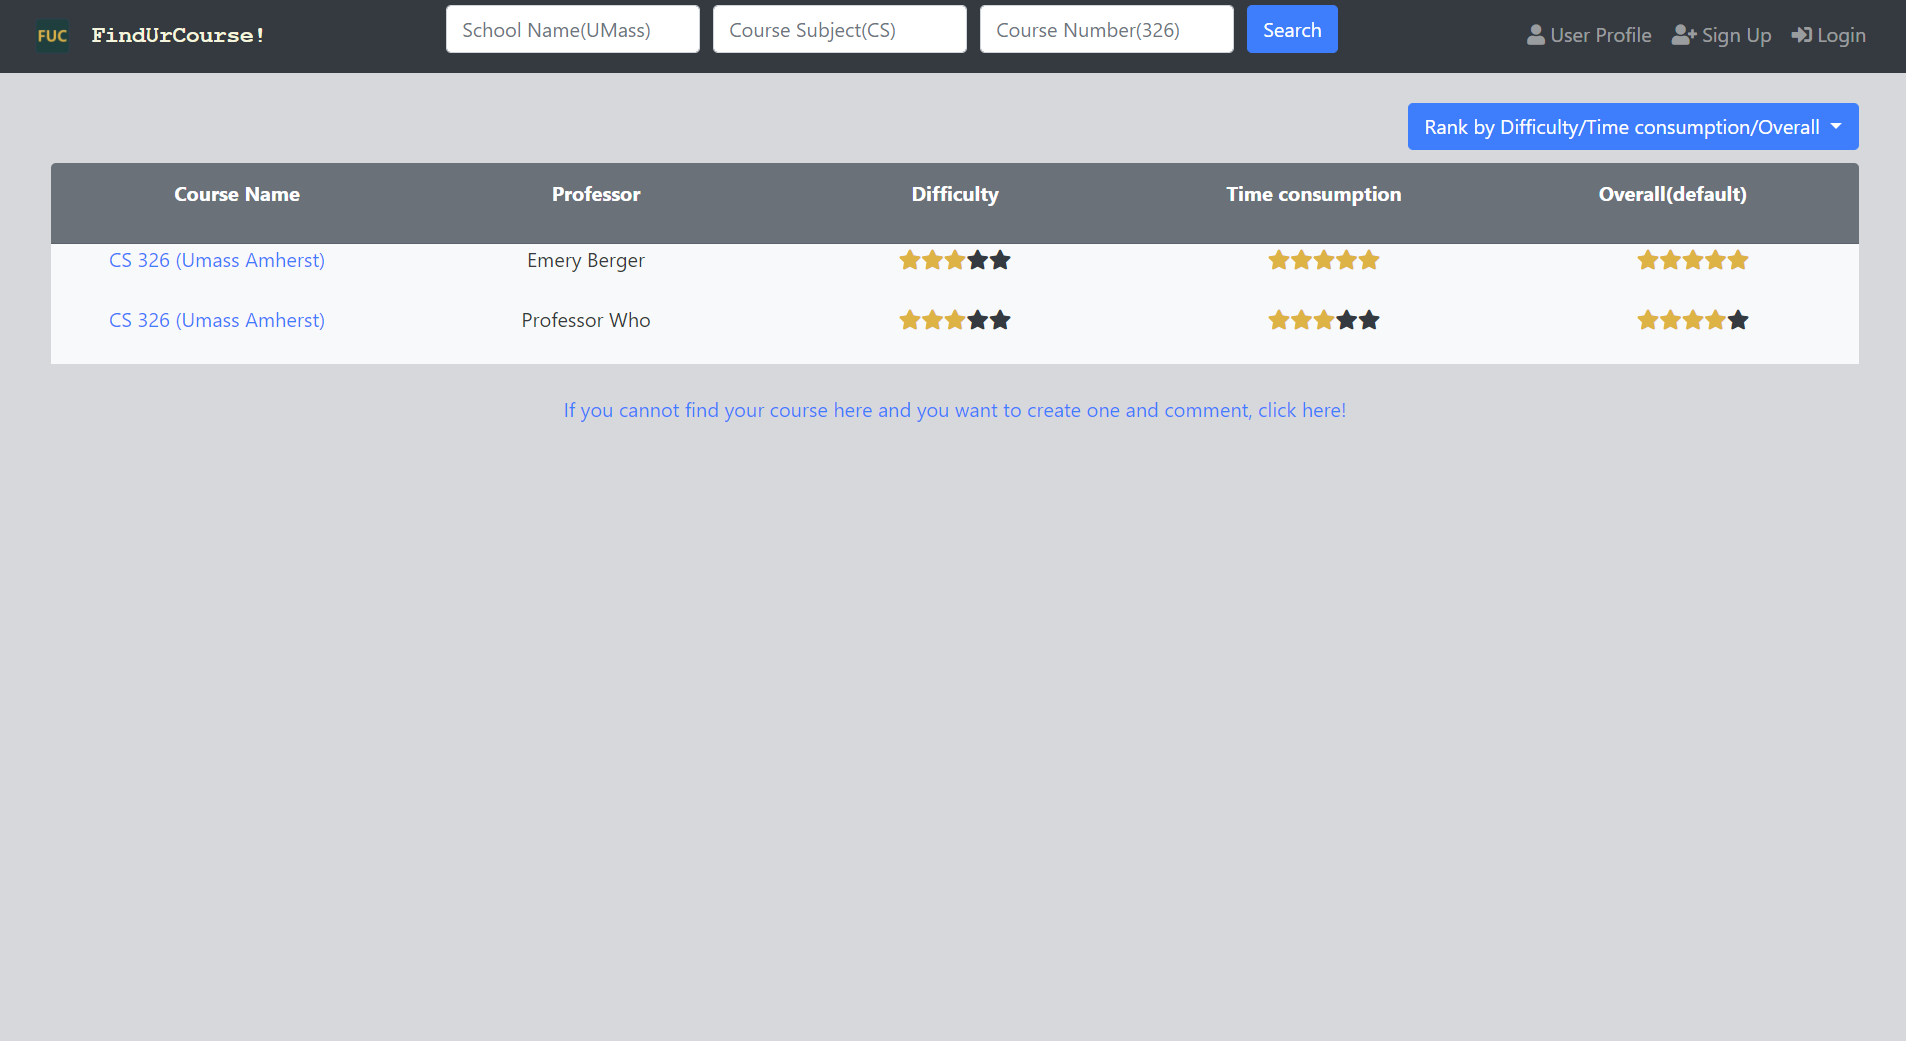 FUC FindUrCourse! School Name(UMass) Course Subject(CS) Course Number(326) Search User Profile Sign Up Login
Rank by Difficulty/Time consumption/Overall
Course Name Professor Difficulty Time consumption Overall(default)
CS 326 (Umass Amherst) Emery Berger
CS 326 (Umass Amherst) Professor Who
If you cannot find your course here and you want to create one and comment, click here!